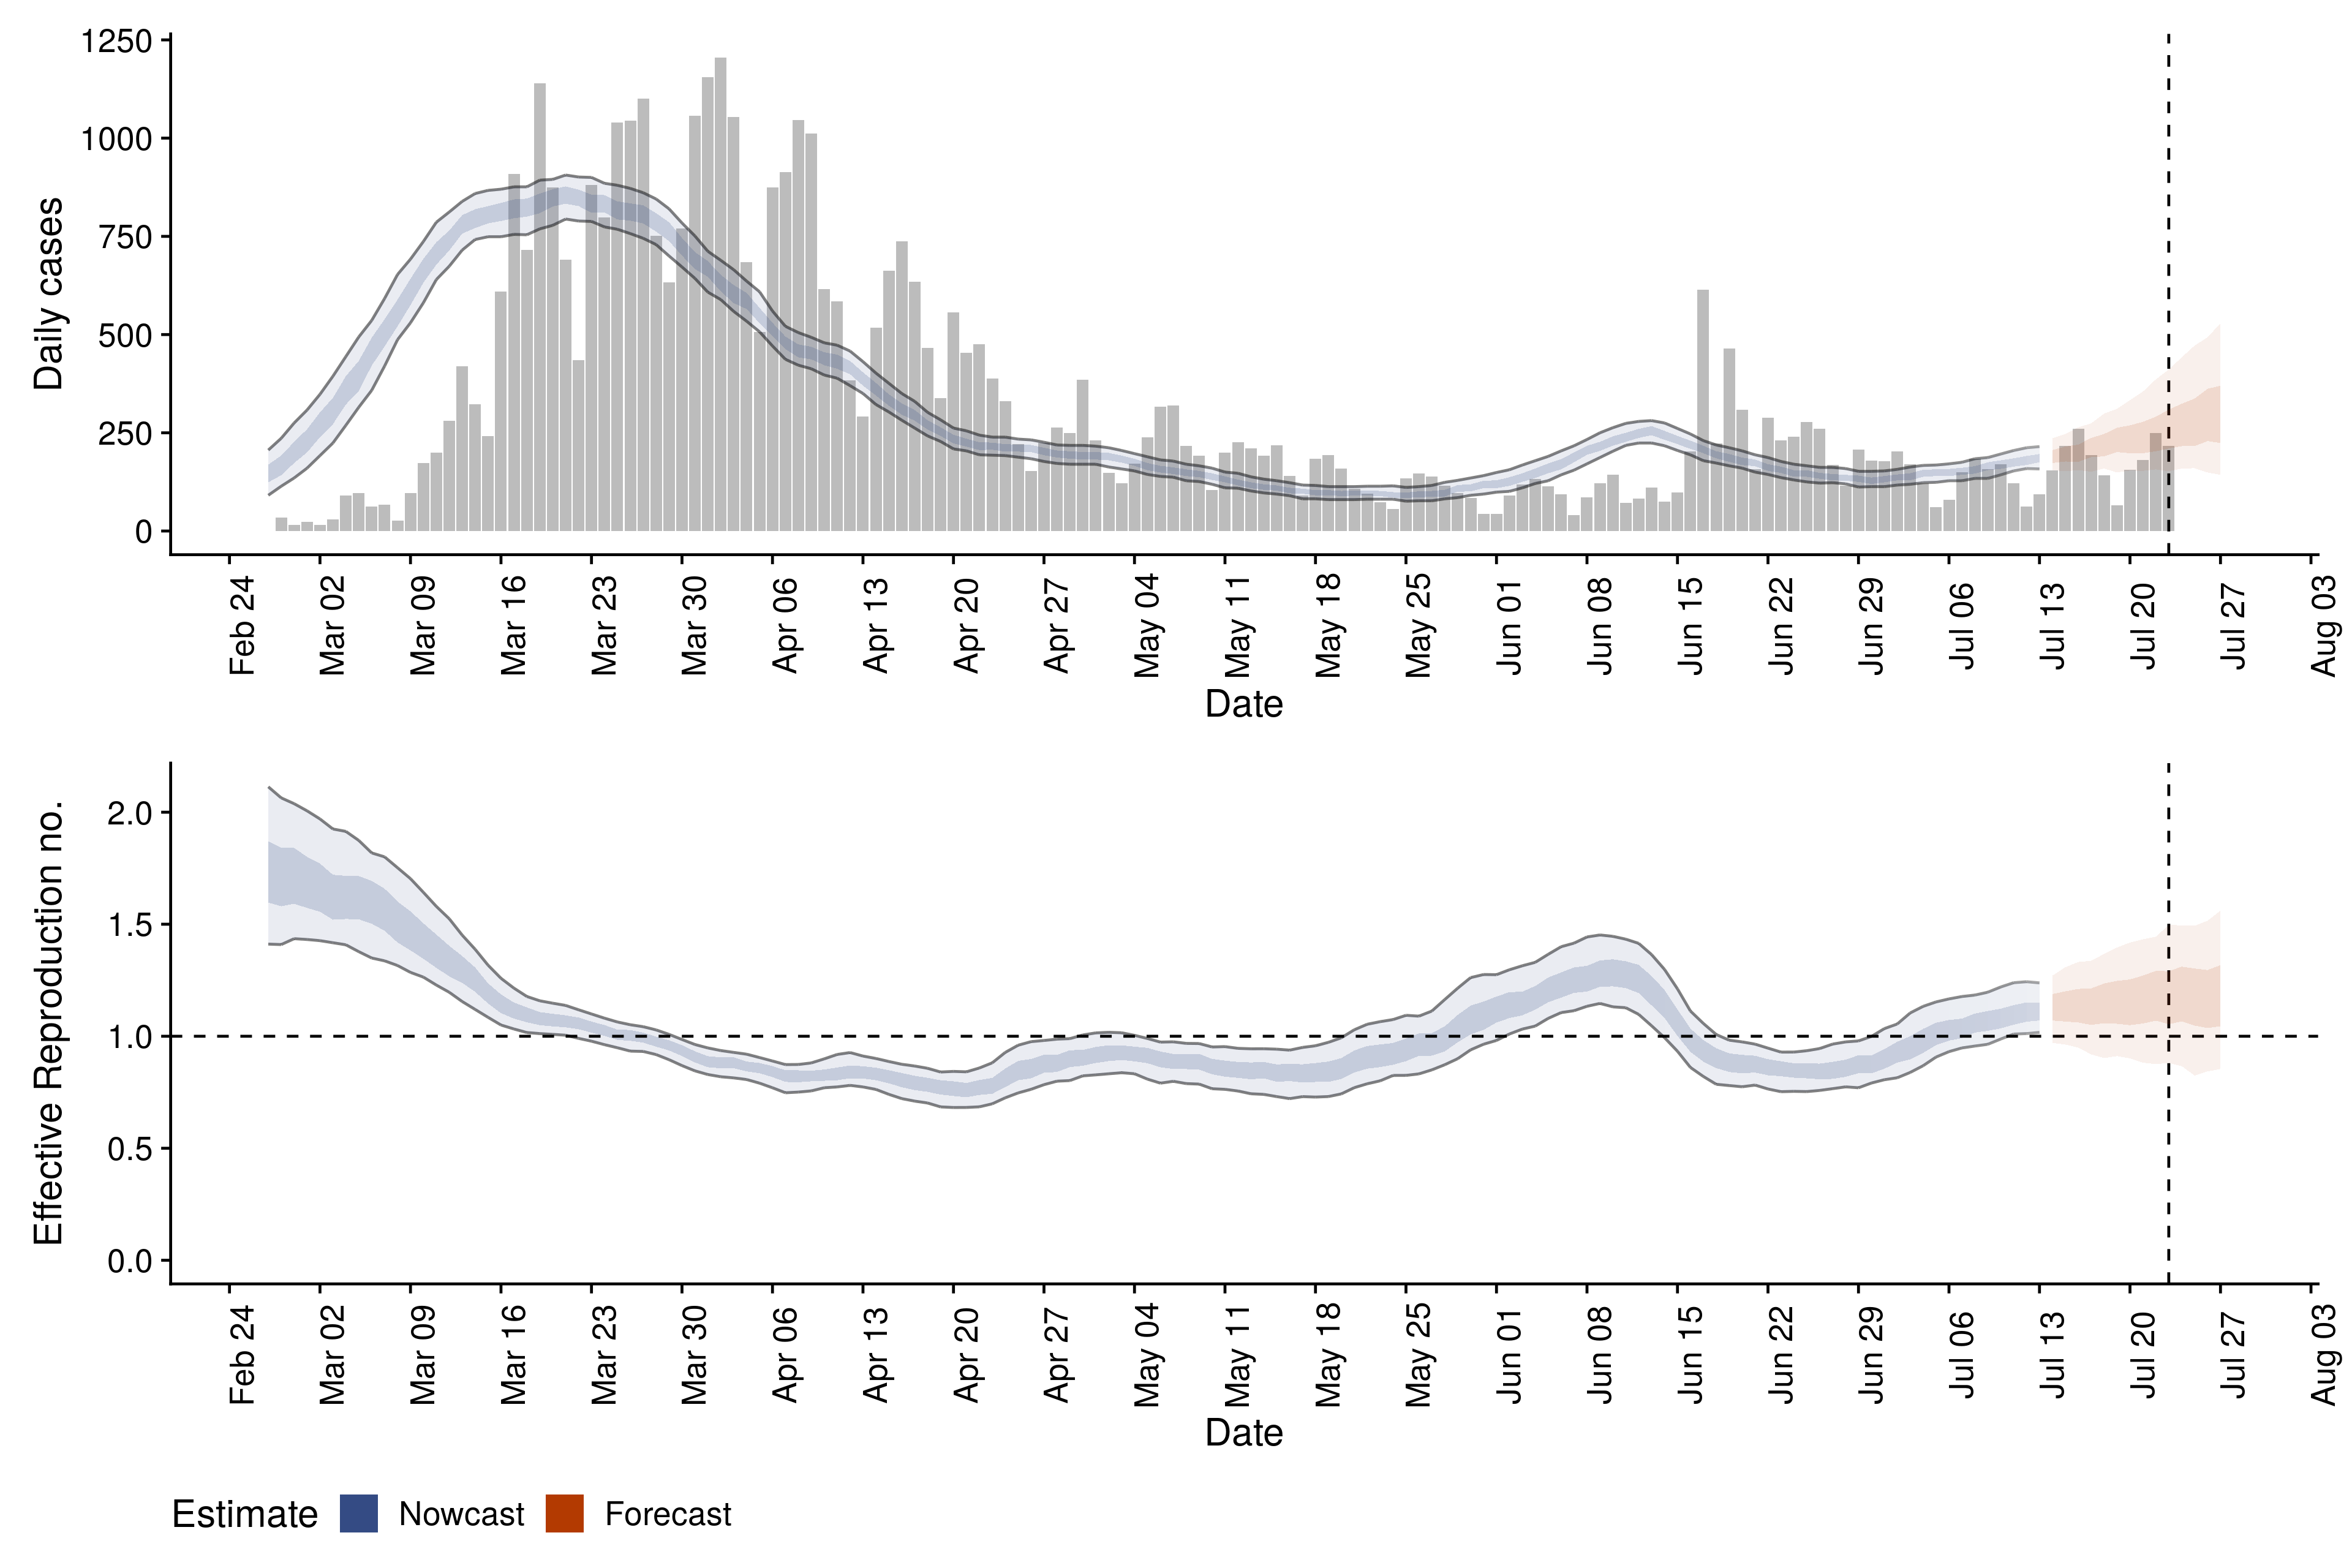 1250
1000
750
500
250
0
Daily cases
Feb 24
Mar 02
Mar 09
Mar 16
Mar 23
Mar 30
Apr 06
Apr 13
Apr 20
Apr 27
May 04
May 11
May 18
May 25
Jun 01
Jun 08
Jun 15
Jun 22
Jun 29
Jul 06
Jul 13
Jul 20
Jul 27
Aug 03
Date
2.0
1.5
1.0
0.5
0.0
Effective Reproduction no.
Feb 24
Mar 02
Mar 09
Mar 16
Mar 23
Mar 30
Apr 06
Apr 13
Apr 20
Apr 27
May 04
May 11
May 18
May 25
Jun 01
Jun 08
Jun 15
Jun 22
Jun 29
Jul 06
Jul 13
Jul 20
Jul 27
Aug 03
Date
Estimate Nowcast Forecast